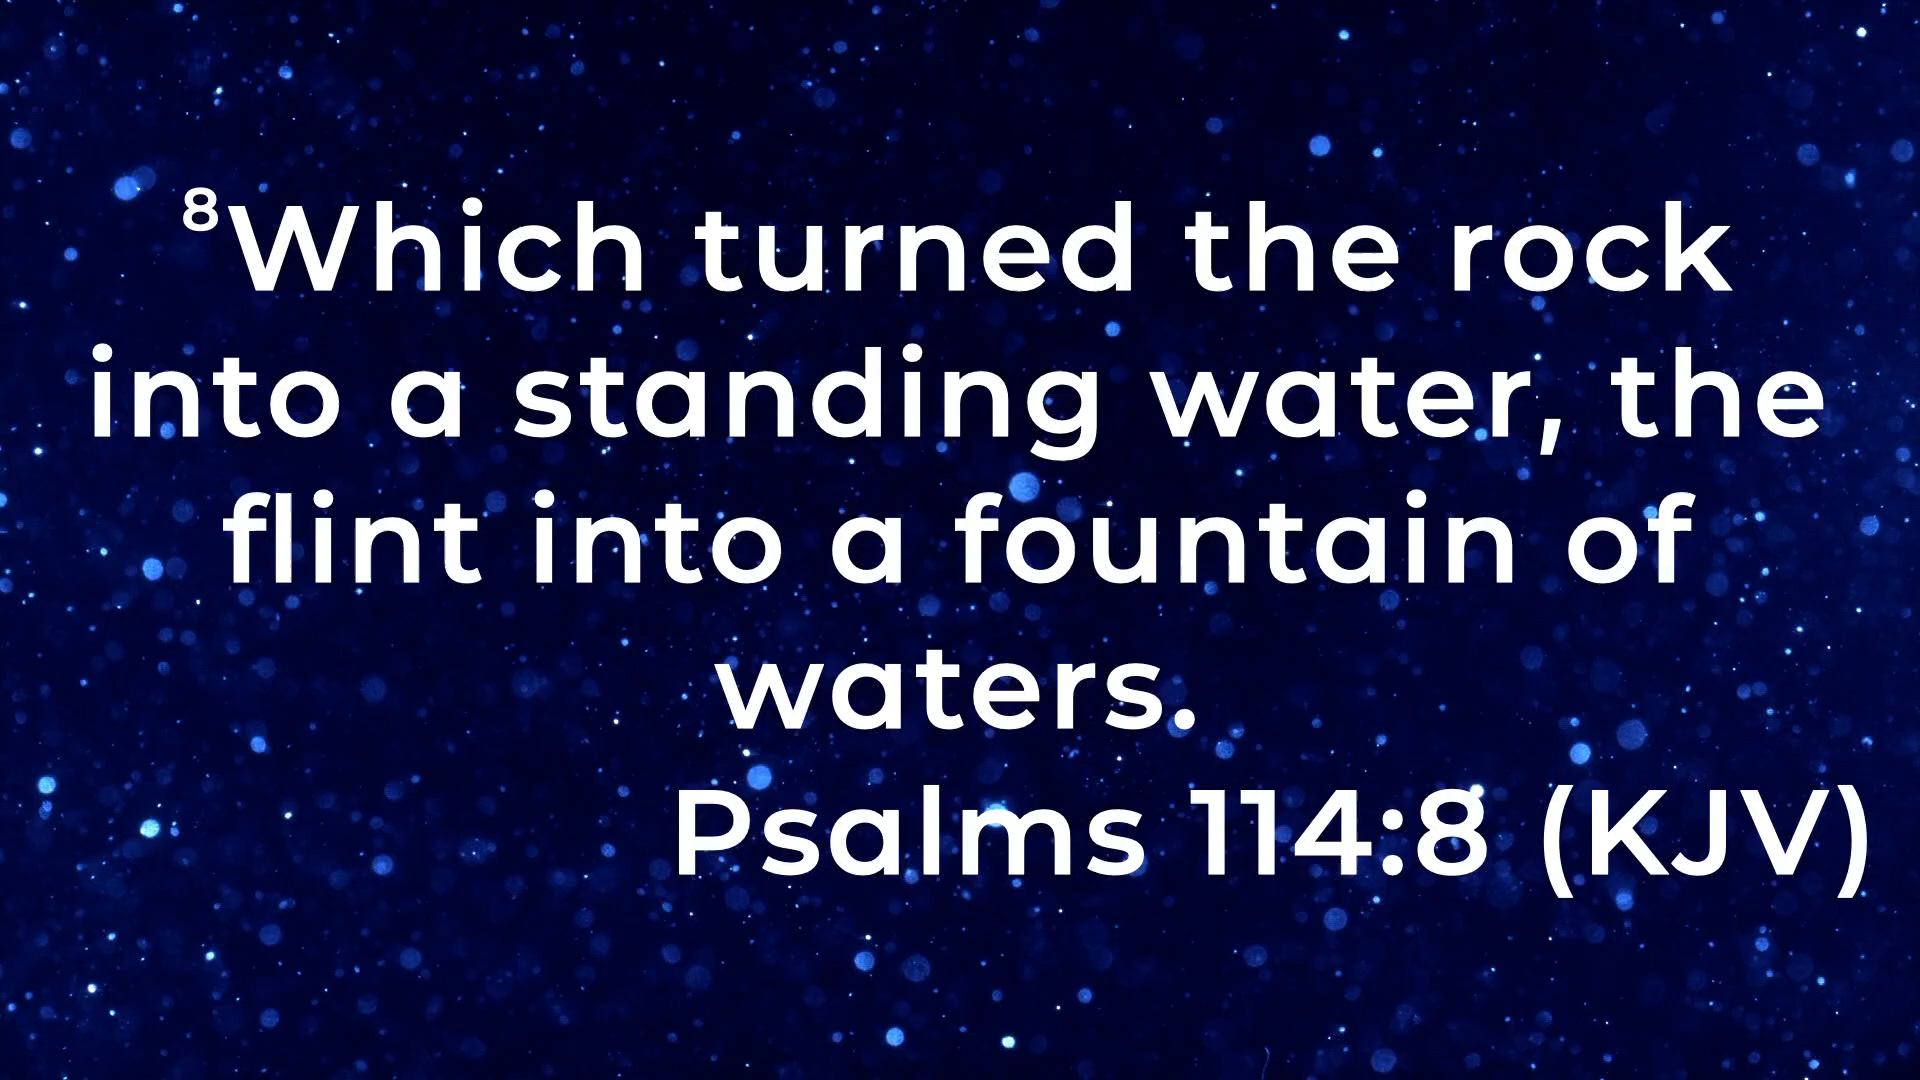 ⁸Which turned the rock
into a standing water, the
flint into a fountain of
waters.
Psalms 114:8 (KJV)